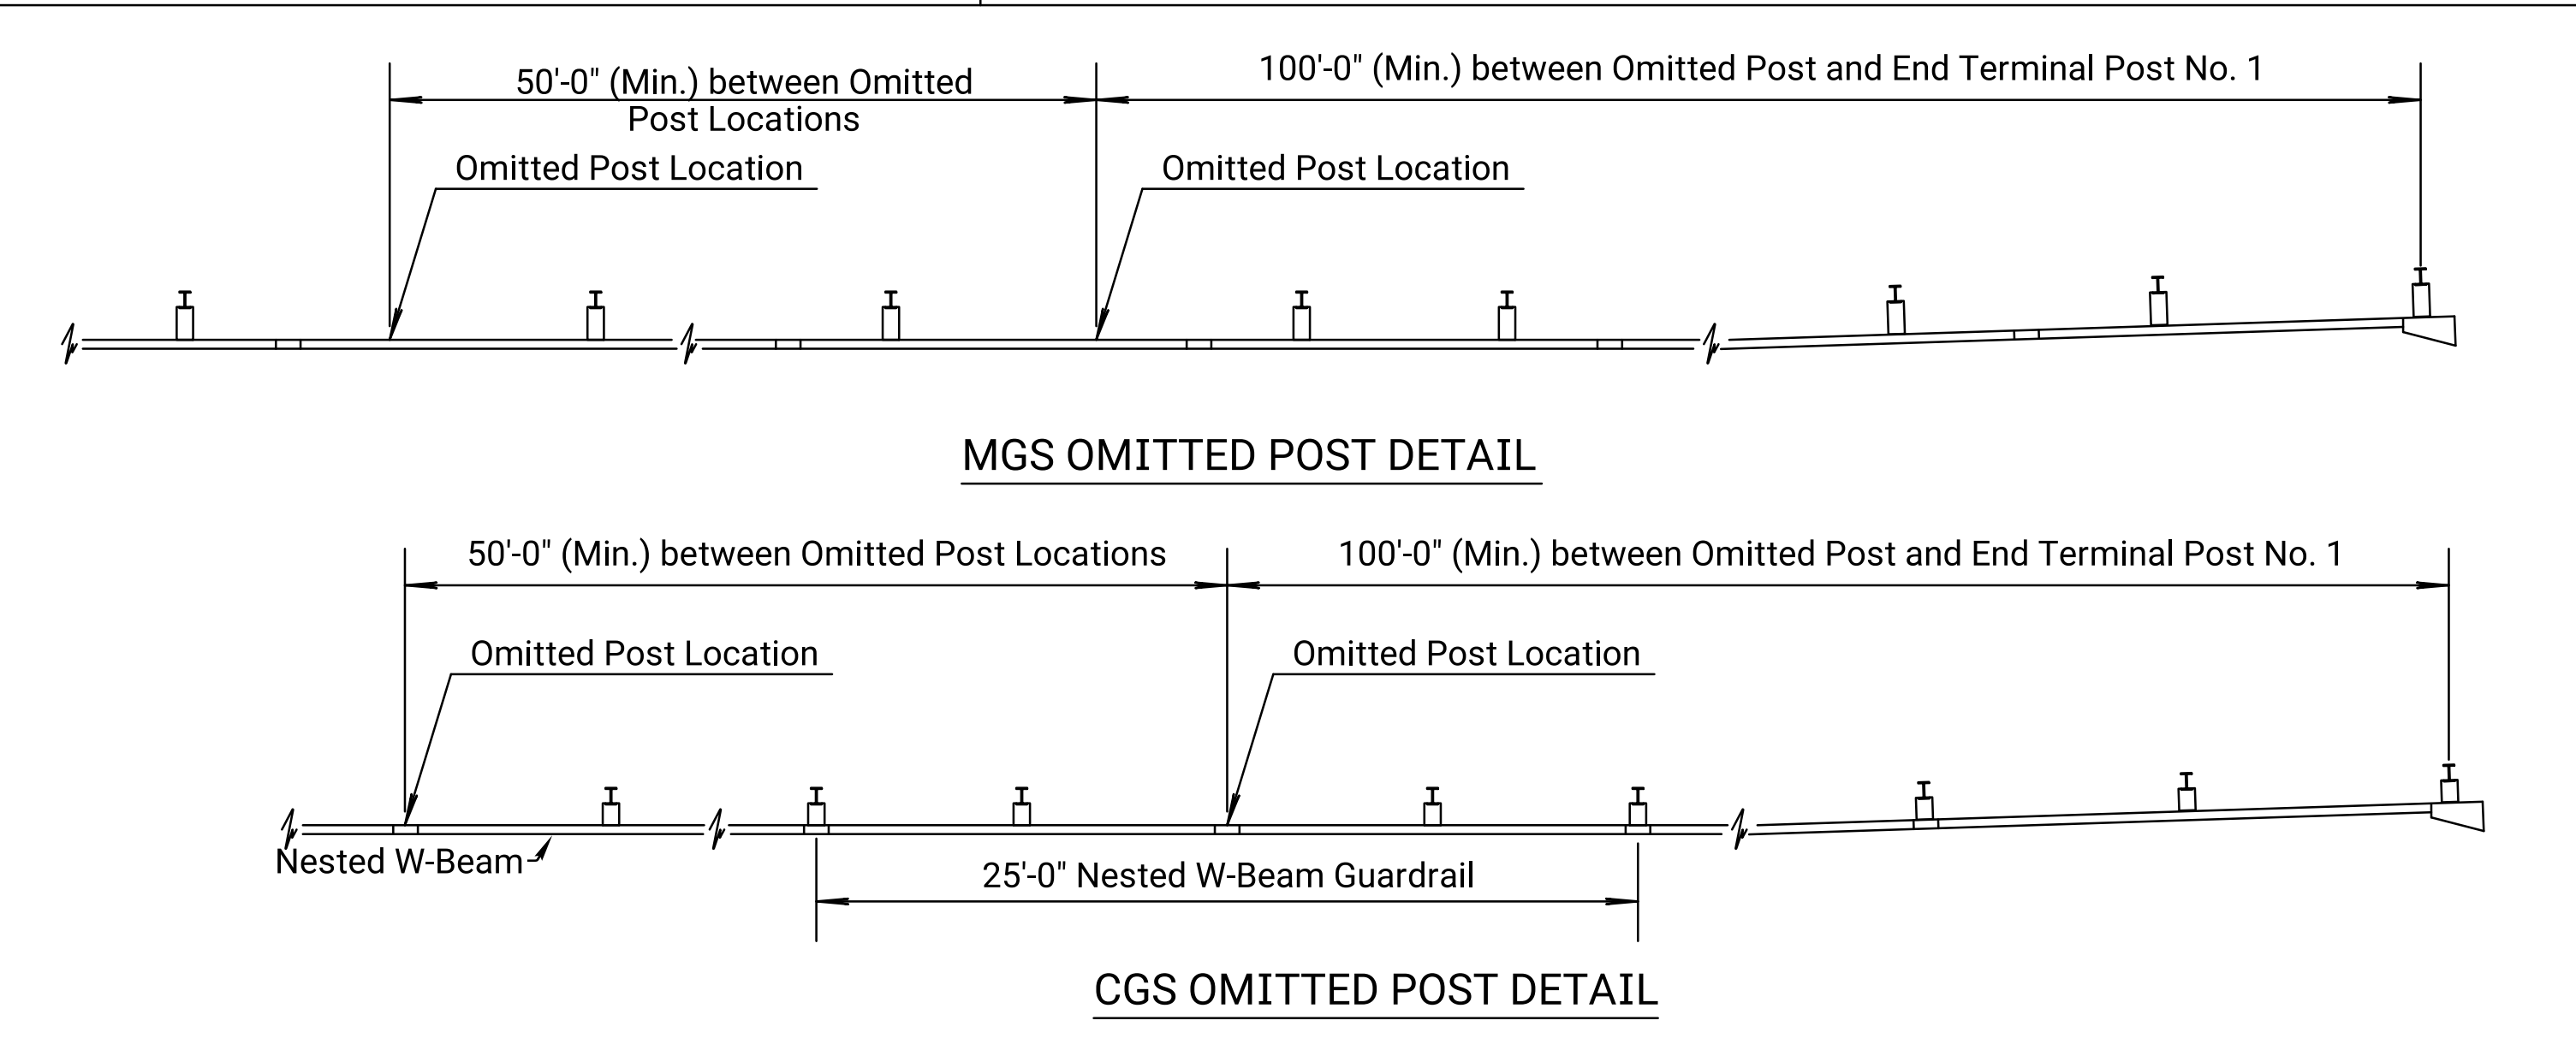 50'-0" (Min.) between Omitted
Post Locations
100'-0" (Min.) between Omitted Post and End Terminal Post No. 1
Omitted Post Location
Omitted Post Location
MGS OMITTED POST DETAIL
50'-0" (Min.) between Omitted Post Locations
100'-0" (Min.) between Omitted Post and End Terminal Post No. 1
Omitted Post Location
Omitted Post Location
Nested W-Beam
25'-0" Nested W-Beam Guardrail
CGS OMITTED POST DETAIL